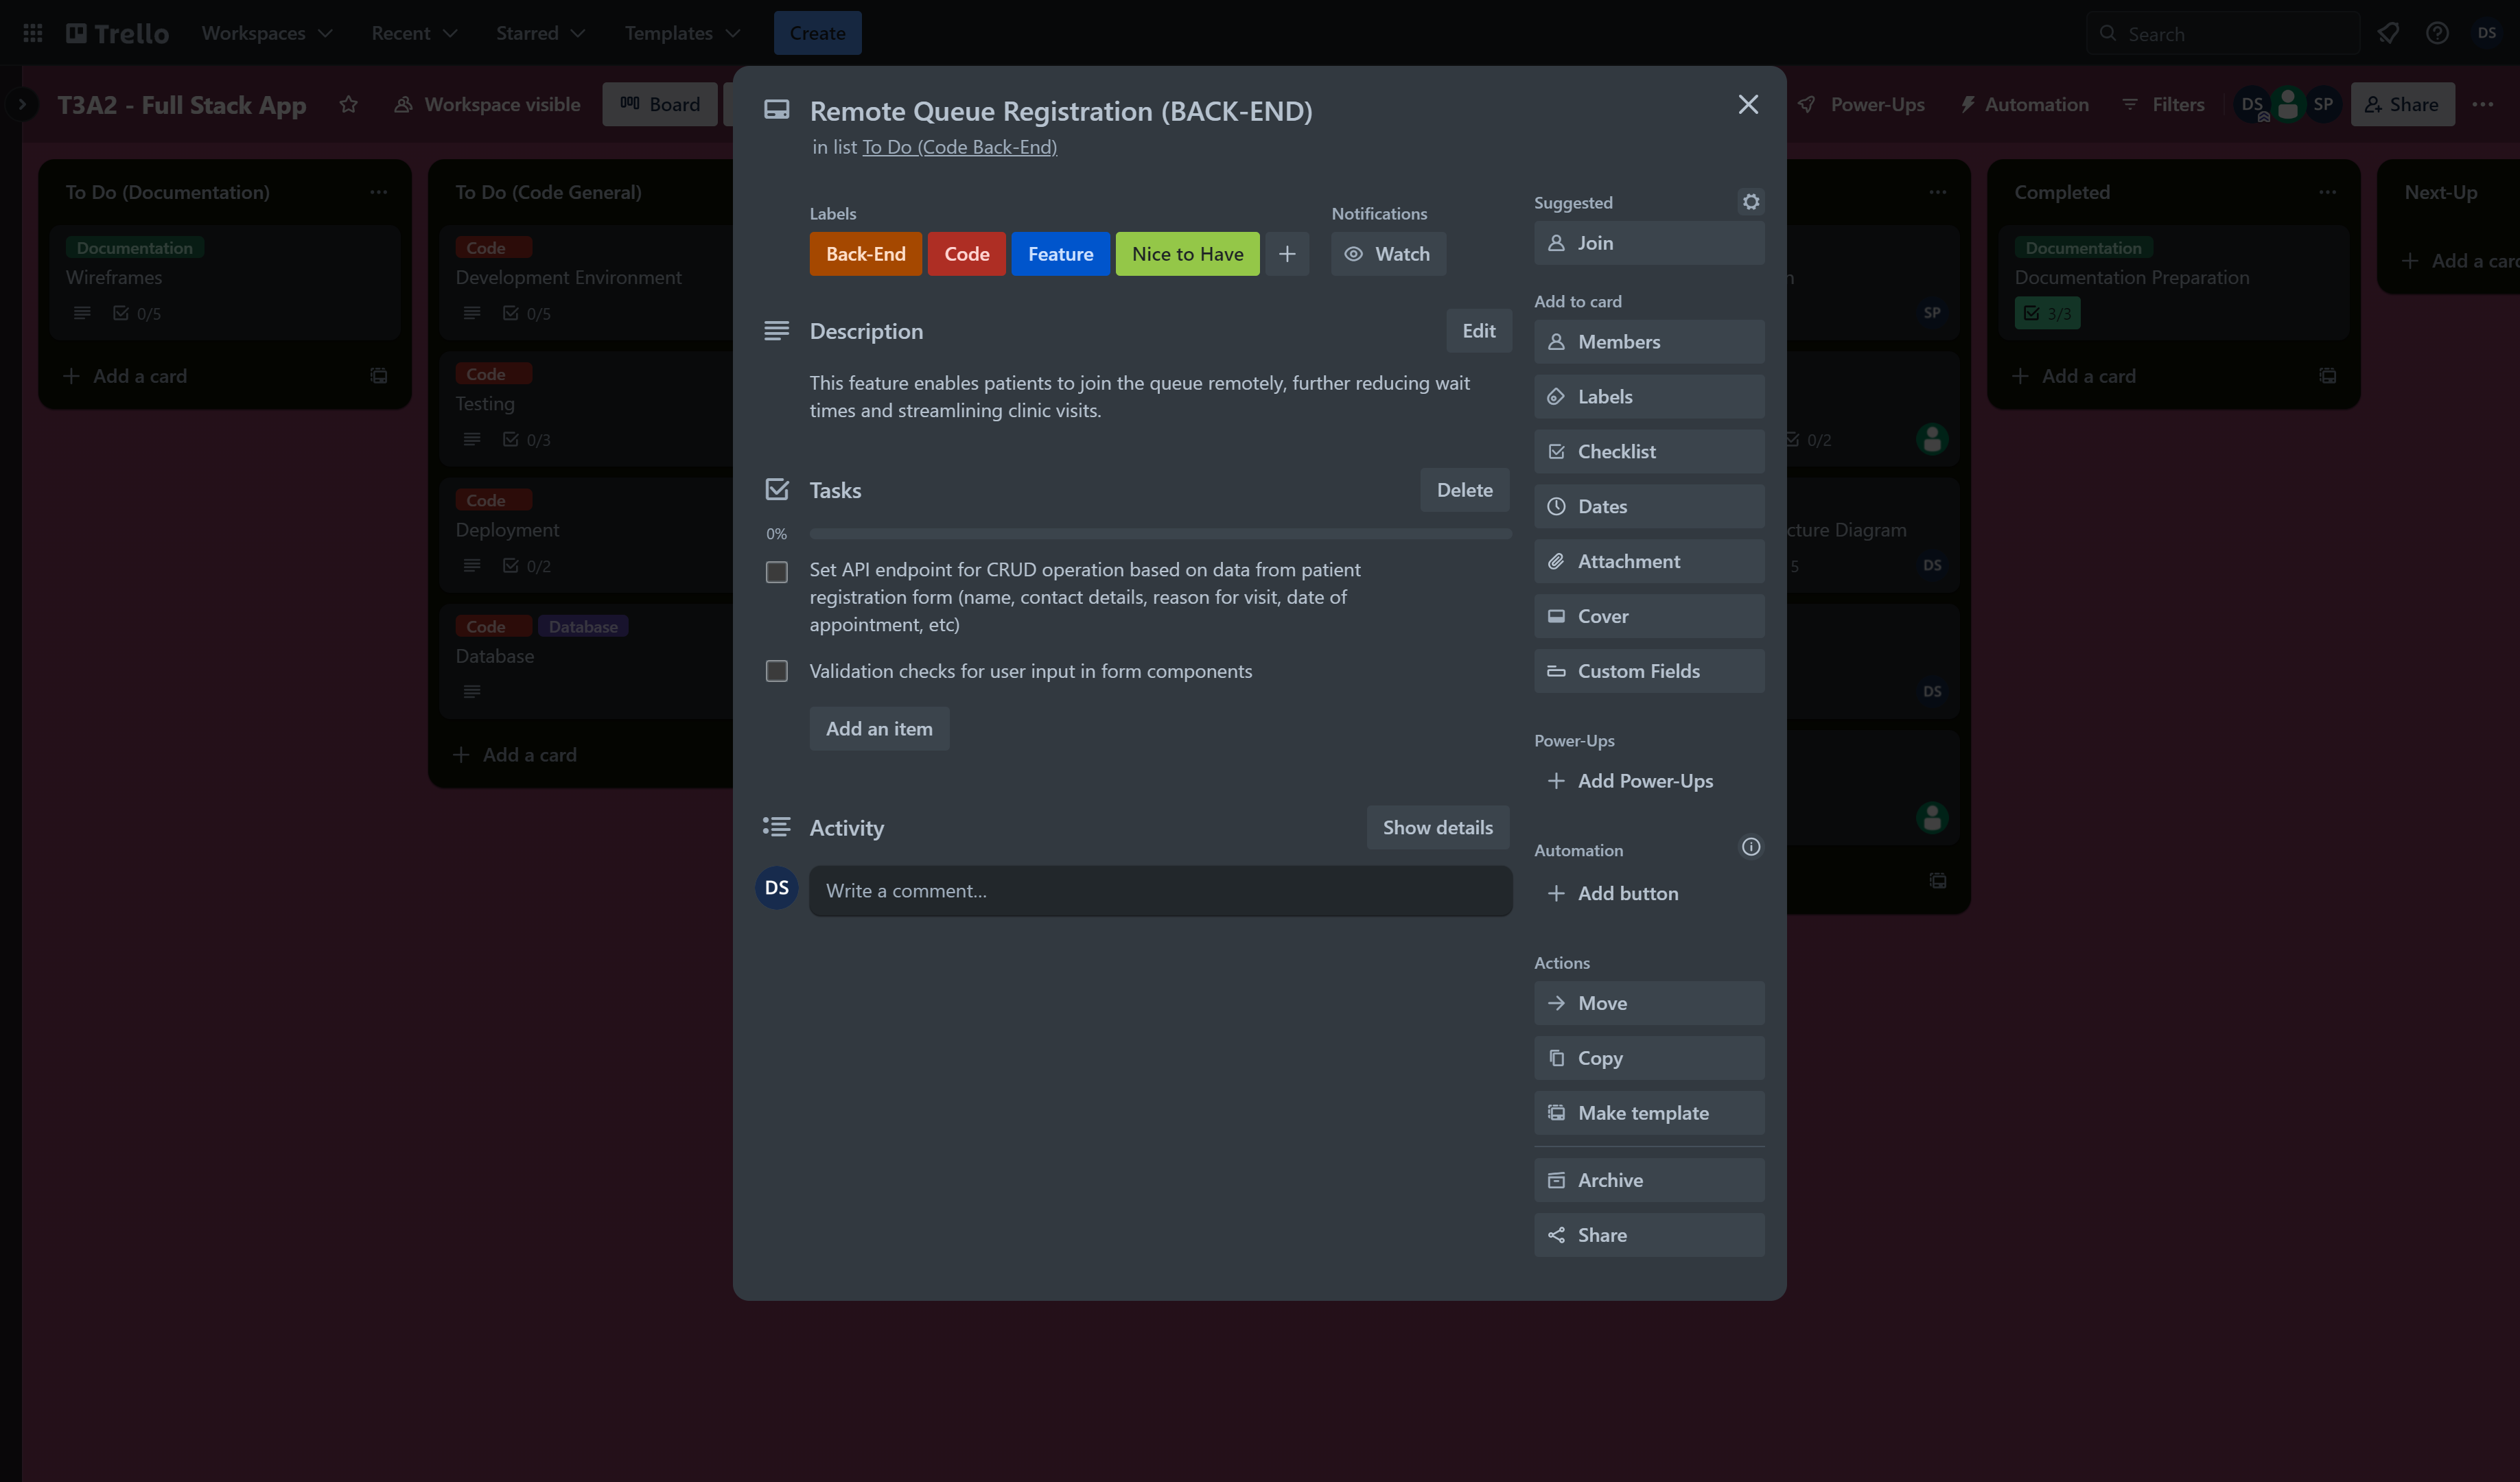 Trello
Workspaces
Recent
Starred
Templates
Create
Search
DS
T3A2 - Full Stack App
Workspace visible
Board
Power-Ups
Automation
Filters
DS
SP
Share
To Do (Documentation)
Documentation
Wireframes
0/5
Add a card
To Do (Code General)
Code
Development Environment
0/5
Code
Testing
0/3
Code
Deployment
0/2
Code
Database
Database
Add a card
Remote Queue Registration (BACK-END)
in list To Do (Code Back-End)
Labels
Back-End
Code
Feature
Nice to Have
Notifications
Watch
Description
Edit
This feature enables patients to join the queue remotely, further reducing wait
times and streamlining clinic visits.
Tasks
Delete
0%
Set API endpoint for CRUD operation based on data from patient
registration form (name, contact details, reason for visit, date of
appointment, etc)
Validation checks for user input in form components
Add an item
Activity
Show details
DS
Write a comment...
Suggested
Join
Add to card
Members
Labels
Checklist
Dates
Attachment
Cover
Custom Fields
Power-Ups
Add Power-Ups
Automation
Add button
Actions
Move
Copy
Make template
Archive
Share
SP
0/2
cture Diagram
5
DS
DS
Completed
Documentation
Documentation Preparation
3/3
Add a card
Next-Up
Add a car